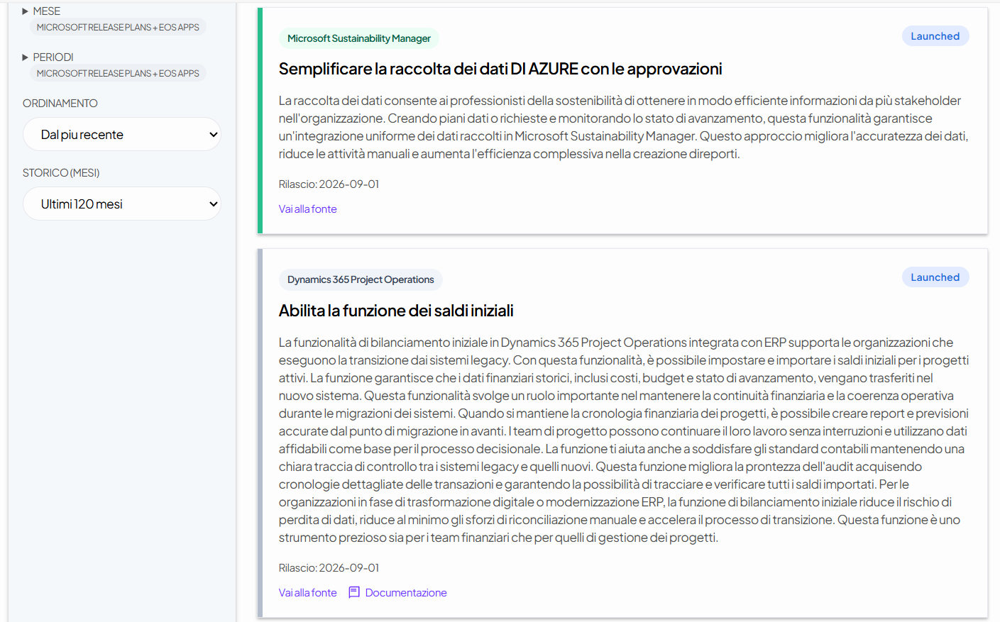 MESE
MICROSOFT RELEASE PLANS + EOS APPS
PERIODI
MICROSOFT RELEASE PLANS + EOS APPS
ORDINAMENTO
Dal piu recente
STORICO (MESI)
Ultimi 120 mesi
Microsoft Sustainability Manager
Launched
Semplificare la raccolta dei dati DI AZURE con le approvazioni
La raccolta dei dati consente ai professionisti della sostenibilità di ottenere in modo efficiente informazioni da più stakeholder
nell'organizzazione. Creando piani dati o richieste e monitorando lo stato di avanzamento, questa funzionalità garantisce
un'integrazione uniforme dei dati raccolti in Microsoft Sustainability Manager. Questo approccio migliora l'accuratezza dei dati,
riduce le attività manuali e aumenta l'efficienza complessiva nella creazione direporti.
Rilascio: 2026-09-01
Vai alla fonte
Dynamics 365 Project Operations
Launched
Abilita la funzione dei saldi iniziali
La funzionalità di bilanciamento iniziale in Dynamics 365 Project Operations integrata con ERP supporta le organizzazioni che
eseguono la transizione dai sistemi legacy. Con questa funzionalità, è possibile impostare e importare i saldi iniziali per i progetti
attivi. La funzione garantisce che i dati finanziari storici, inclusi costi, budget e stato di avanzamento, vengano trasferiti nel
nuovo sistema. Questa funzionalità svolge un ruolo importante nel mantenere la continuità finanziaria e la coerenza operativa
durante le migrazioni dei sistemi. Quando si mantiene la cronologia finanziaria dei progetti, è possibile creare report e previsioni
accurate dal punto di migrazione in avanti. I team di progetto possono continuare il loro lavoro senza interruzioni e utilizzano dati
affidabili come base per il processo decisionale. La funzione ti aiuta anche a soddisfare gli standard contabili mantenendo una
chiara traccia di controllo tra i sistemi legacy e quelli nuovi. Questa funzione migliora la prontezza dell'audit acquisendo
cronologie dettagliate delle transazioni e garantendo la possibilità di tracciare e verificare tutti i saldi importati. Per le
organizzazioni in fase di trasformazione digitale o modernizzazione ERP, la funzione di bilanciamento iniziale riduce il rischio di
perdita di dati, riduce al minimo gli sforzi di riconciliazione manuale e accelera il processo di transizione. Questa funzione è uno
strumento prezioso sia per i team finanziari che per quelli di gestione dei progetti.
Rilascio: 2026-09-01
Vai alla fonte Documentazione